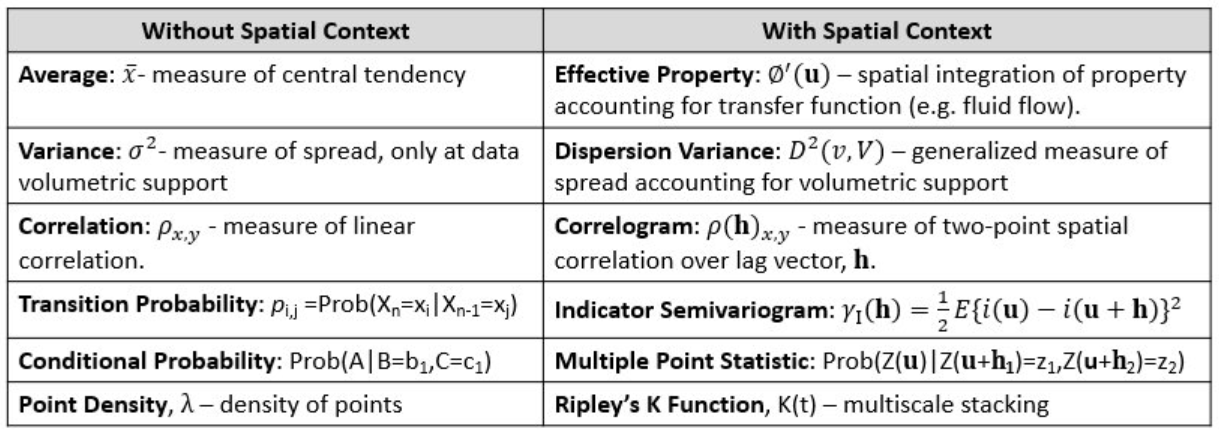 Without Spatial Context
With Spatial Context
Average: x̄- measure of central tendency
Effective Property: Ø′(𝐮) – spatial integration of property
accounting for transfer function (e.g. fluid flow).
Variance: σ²- measure of spread, only at data
volumetric support
Dispersion Variance: D²(v,V) – generalized measure of
spread accounting for volumetric support
Correlation: ρx,y - measure of linear
correlation.
Correlogram: ρ(𝐡)x,y - measure of two-point spatial
correlation over lag vector, 𝐡.
Transition Probability: pi,j =Prob(Xn=xi|Xn-1=xj)
Indicator Semivariogram: γI(𝐡) = 1/2 E{i(𝐮) − i(𝐮 + 𝐡)}²
Conditional Probability: Prob(A|B=b₁,C=c₁)
Multiple Point Statistic: Prob(Z(𝐮)|Z(𝐮+𝐡₁)=z₁,Z(𝐮+𝐡₂)=z₂)
Point Density, λ – density of points
Ripley’s K Function, K(t) – multiscale stacking